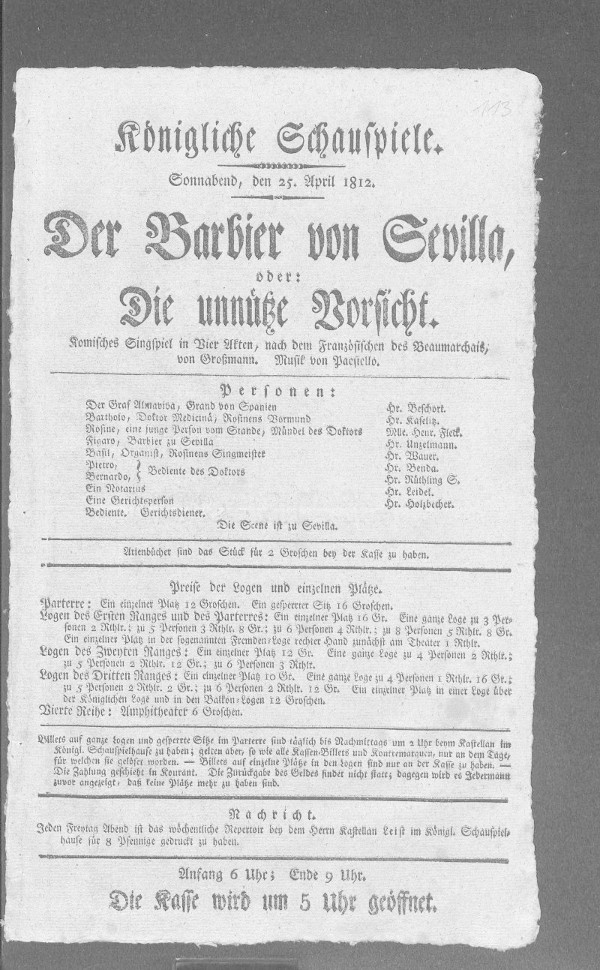 113
Königliche Schauspiele.
Sonnabend, den 25. April 1812.
Der Barbier von Sevilla,
oder:
Die unnütze Vorsicht.
Komisches Singspiel in Vier Akten, nach dem Französischen des Beaumarchais,
von Großmann. Musik von Paesiello.
Personen:
Der Graf Almaviva, Grand von Spanien Hr. Beschort.
Bartholo, Doktor Medicinä, Rosinens Vormund Hr. Kaselitz.
Rosine, eine junge Person vom Stande, Mündel des Doktors Mlle. Henr. Fleck.
Figaro, Barbier zu Sevilla Hr. Unzelmann.
Basil, Organist, Rosinens Singmeister Hr. Wauer.
Pietro, Hr. Benda.
Bernardo, } Bediente des Doktors Hr. Rüthling S.
Ein Notarius Hr. Leidel.
Eine Gerichtsperson Hr. Holzbecher.
Bediente. Gerichtsdiener.
Die Scene ist zu Sevilla.
Arienbücher sind das Stück für 2 Groschen bey der Kasse zu haben.
Preise der Logen und einzelnen Plätze.
Parterre: Ein einzelner Platz 12 Groschen. Ein gesperrter Sitz 16 Groschen.
Logen des Ersten Ranges und des Parterres: Ein einzelner Platz 16 Gr. Eine ganze Loge zu 3 Per-
sonen 2 Rthlr.; zu 5 Personen 3 Rthlr. 8 Gr.; zu 6 Personen 4 Rthlr.; zu 8 Personen 5 Rthlr. 8 Gr.
Ein einzelner Platz in der sogenannten Fremden-Loge rechter Hand zunächst am Theater 1 Rthlr.
Logen des Zweyten Ranges: Ein einzelner Platz 12 Gr. Eine ganze Loge zu 4 Personen 2 Rthlr.;
zu 5 Personen 2 Rthlr. 12 Gr.; zu 6 Personen 3 Rthlr.
Logen des Dritten Ranges: Ein einzelner Platz 10 Gr. Eine ganze Loge zu 4 Personen 1 Rthlr. 16 Gr.;
zu 5 Personen 2 Rthlr. 2 Gr.; zu 6 Personen 2 Rthlr. 12 Gr. Ein einzelner Platz in einer Loge über
der Königlichen Loge und in den Balkon-Logen 12 Groschen.
Vierte Reihe: Amphitheater 6 Groschen.
Billets auf ganze Logen und gesperrte Sitze im Parterre sind täglich bis Nachmittags um 2 Uhr beym Kastellan im
Königl. Schauspielhause zu haben; gelten aber, so wie alle Kassen-Billets und Kontremarquen, nur an dem Tage,
für welchen sie gelöset worden. — Billets auf einzelne Plätze in den Logen sind nur an der Kasse zu haben. —
Die Zahlung geschieht in Kourant. Die Zurückgabe des Geldes findet nicht statt; dagegen wird es Jedermann
zuvor angezeigt, daß keine Plätze mehr zu haben sind.
Nachricht.
Jeden Freytag Abend ist das wöchentliche Repertoir bey dem Herrn Kastellan Leist im Königl. Schauspiel-
hause für 8 Pfennige gedruckt zu haben.
Anfang 6 Uhr; Ende 9 Uhr.
Die Kasse wird um 5 Uhr geöffnet.